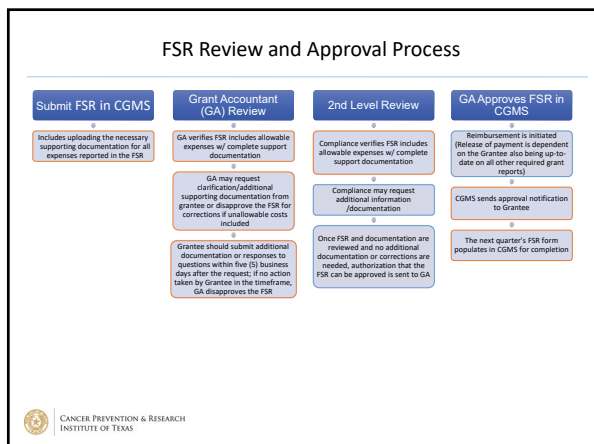 FSR Review and Approval Process
Submit FSR in CGMS
Includes uploading the necessary
supporting documentation for all
expenses reported in the FSR
Grant Accountant
(GA) Review
GA verifies FSR includes allowable
expenses w/ complete support
documentation
GA may request
clarification/additional
supporting documentation from
grantee or disapprove the FSR for
corrections if unallowable costs
included
Grantee should submit additional
documentation or responses to
questions within five (5) business
days after the request; if no action
taken by Grantee in the timeframe,
GA disapproves the FSR
2nd Level Review
Compliance verifies FSR includes
allowable expenses w/ complete
support documentation
Compliance may request
additional information
/documentation
Once FSR and documentation are
reviewed and no additional
documentation or corrections are
needed, authorization that the
FSR can be approved is sent to GA
GA Approves FSR in
CGMS
Reimbursement is initiated
(Release of payment is dependent
on the Grantee also being up-to-
date on all other required grant
reports)
CGMS sends approval notification
to Grantee
The next quarter's FSR form
populates in CGMS for completion
CANCER PREVENTION & RESEARCH
INSTITUTE OF TEXAS